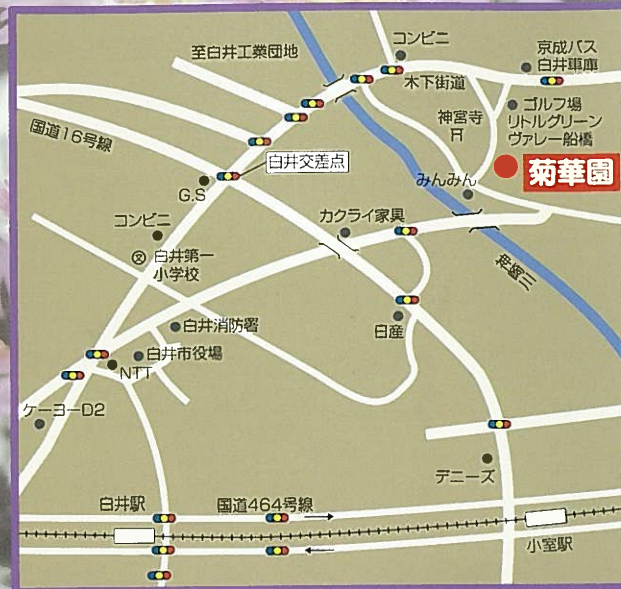 コンビニ
至白井工業団地
京成バス
白井車庫
木下街道
ゴルフ場
リトルグリーン
ヴァレー船橋
神宮寺
国道16号線
白井交差点
菊華園
みんみん
G.S
カクライ家具
コンビニ
白井第一
小学校
神崎川
日産
白井消防署
白井市役場
NTT
ケーヨーD2
デニーズ
白井駅
国道464号線
小室駅